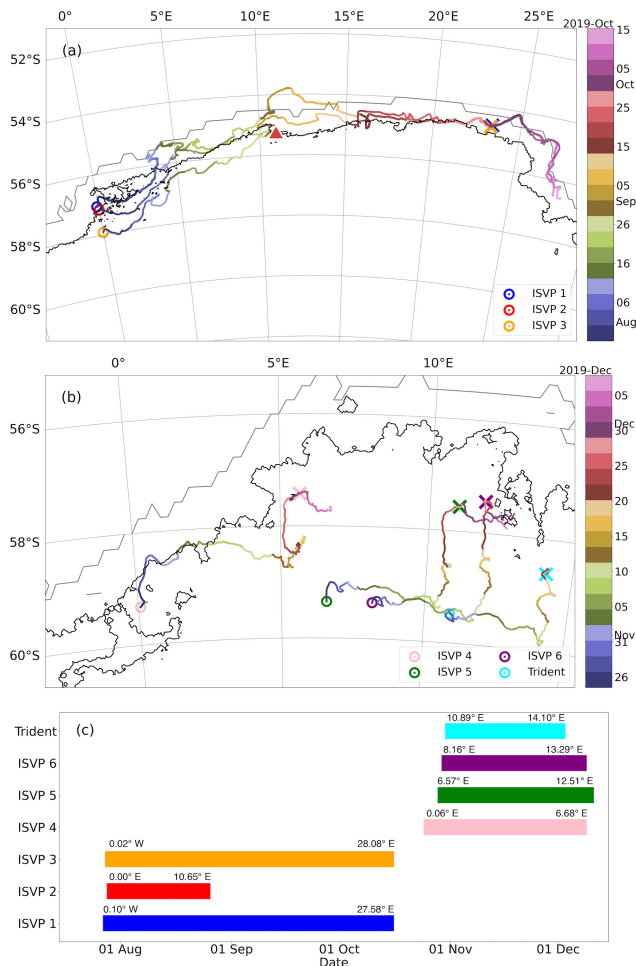 0° 5°E 10°E 15°E 20°E 25°E 2019-Oct
(a)
52°S
54°S
56°S
58°S
60°S
ISVP 1
ISVP 2
ISVP 3
15
05
Oct
25
15
05
Sep
26
16
06
Aug
0° 5°E 10°E 2019-Dec
(b)
56°S
58°S
60°S
ISVP 4
ISVP 5
ISVP 6
Trident
05
Dec
30
25
20
15
10
05
Nov
31
26
(c)
Trident 10.89° E 14.10° E
ISVP 6 8.16° E 13.29° E
ISVP 5 6.57° E 12.51° E
ISVP 4 0.06° E 6.68° E
ISVP 3 0.02° W 28.08° E
ISVP 2 0.00° E 10.65° E
ISVP 1 0.10° W 27.58° E
01 Aug 01 Sep 01 Oct 01 Nov 01 Dec
Date